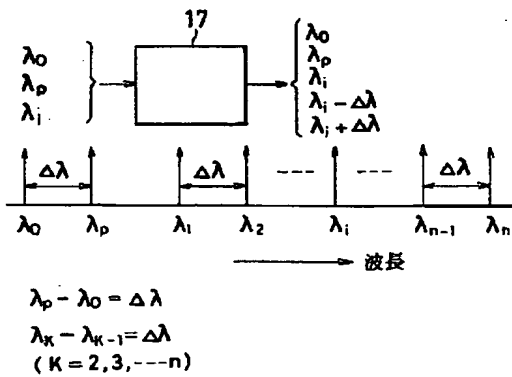 17
λ0
λp
λi
λ0
λp
λi
λi − Δλ
λi + Δλ
Δλ Δλ ---- --- Δλ
λ0 λp λ1 λ2 λi λn-1 λn
波長
λp − λ0 = Δλ
λK − λK-1 = Δλ
( K = 2,3,---n)